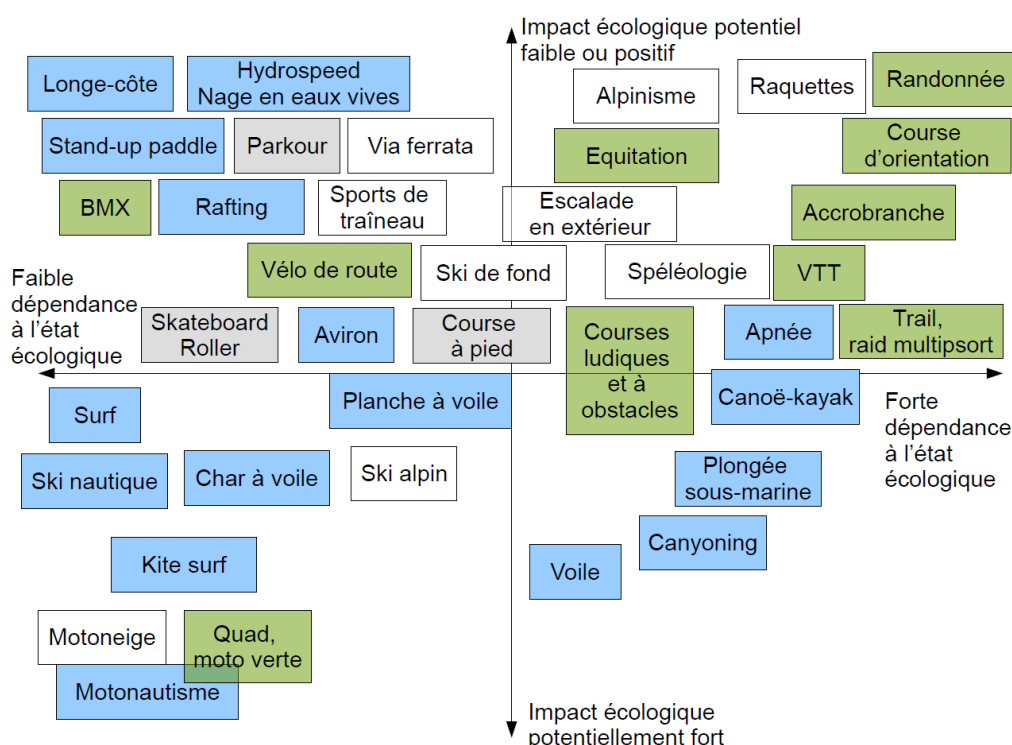 Impact écologique potentiel
faible ou positif
Longe-côte
Hydrospeed
Nage en eaux vives
Alpinisme
Raquettes
Randonnée
Stand-up paddle
Parkour
Via ferrata
Equitation
Course
d’orientation
BMX
Rafting
Sports de
traîneau
Escalade
en extérieur
Accrobranche
Vélo de route
Ski de fond
Spéléologie
VTT
Faible
dépendance
à l’état
écologique
Skateboard
Roller
Aviron
Course
à pied
Courses
ludiques
et à
obstacles
Apnée
Trail,
raid multipsort
Surf
Planche à voile
Canoë-kayak
Forte
dépendance
à l’état
écologique
Ski nautique
Char à voile
Ski alpin
Plongée
sous-marine
Kite surf
Voile
Canyoning
Motoneige
Quad,
moto verte
Motonautisme
Impact écologique
potentiellement fort